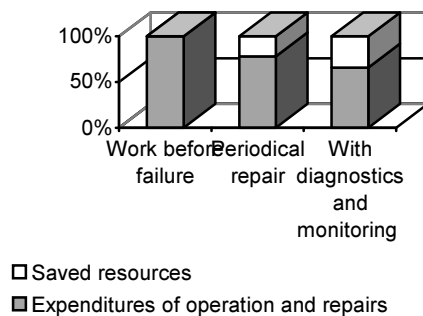 100%
50%
0%
Work before failure
Periodical repair
With diagnostics and monitoring
Saved resources
Expenditures of operation and repairs